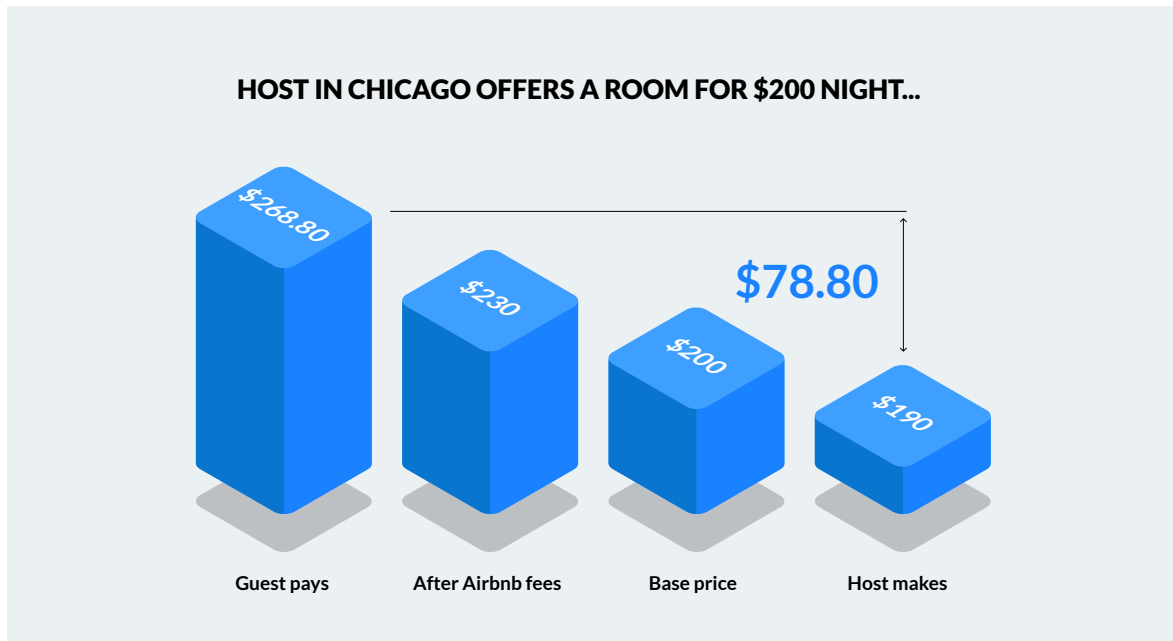 HOST IN CHICAGO OFFERS A ROOM FOR $200 NIGHT...
$268.80
$230
$78.80
$200
$190
Guest pays
After Airbnb fees
Base price
Host makes